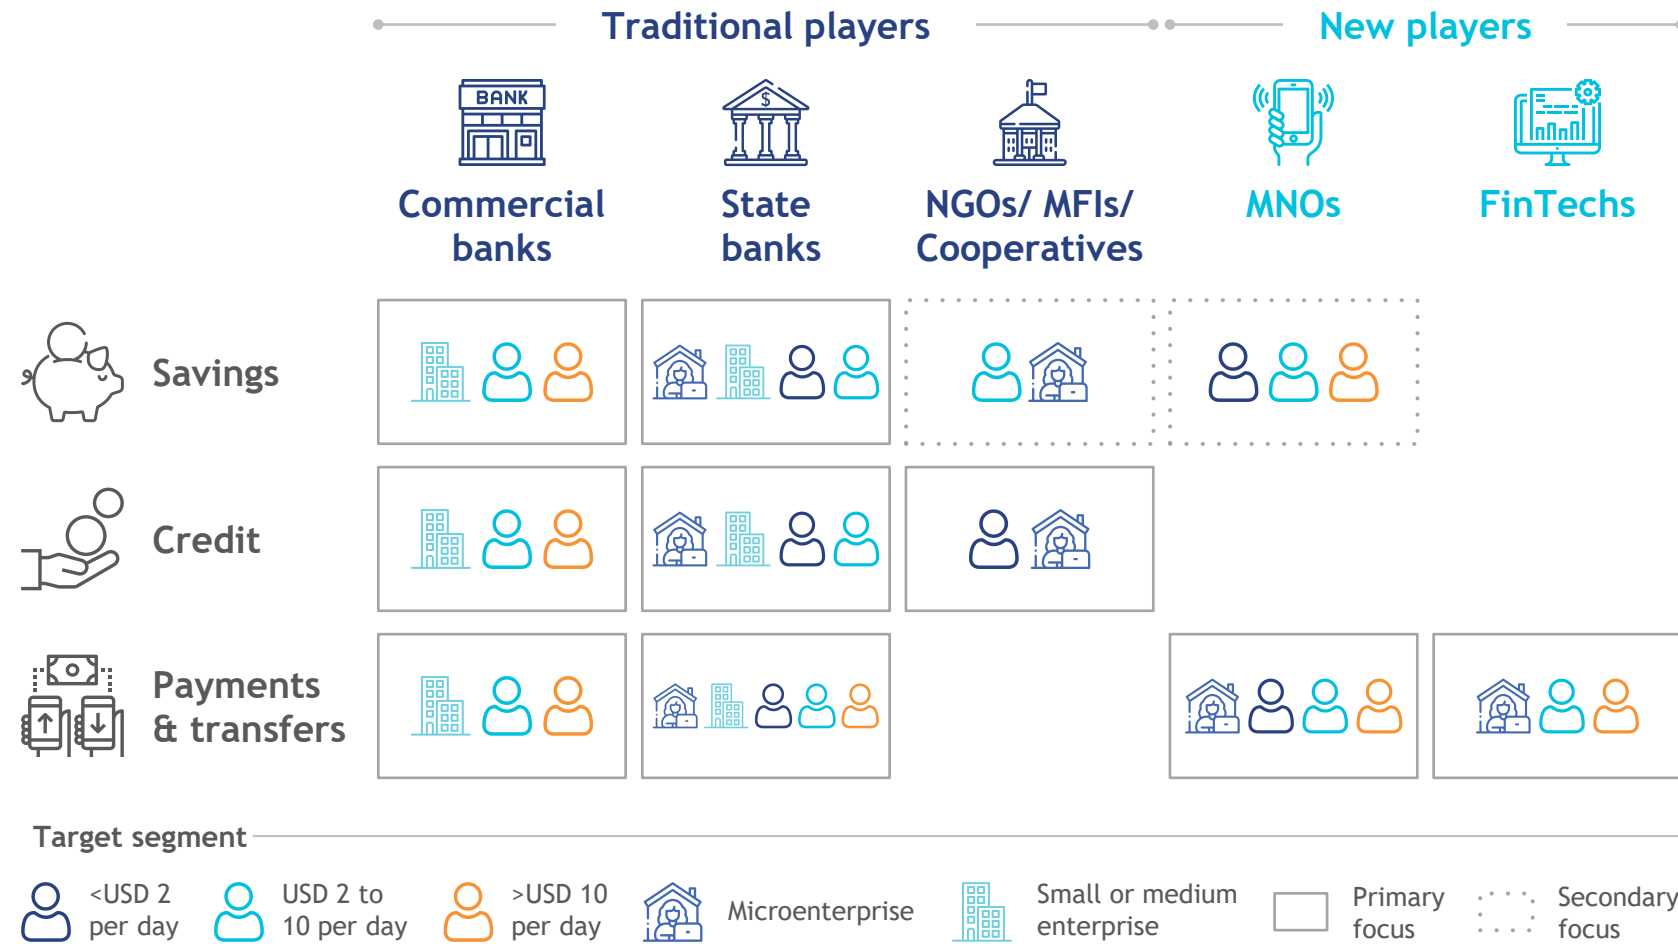 Traditional players
New players
BANK
$
Commercial
banks
State
banks
NGOs/ MFIs/
Cooperatives
MNOs
FinTechs
Savings
Credit
Payments
& transfers
Target segment
<USD 2
per day
USD 2 to
10 per day
>USD 10
per day
Microenterprise
Small or medium
enterprise
Primary
focus
Secondary
focus